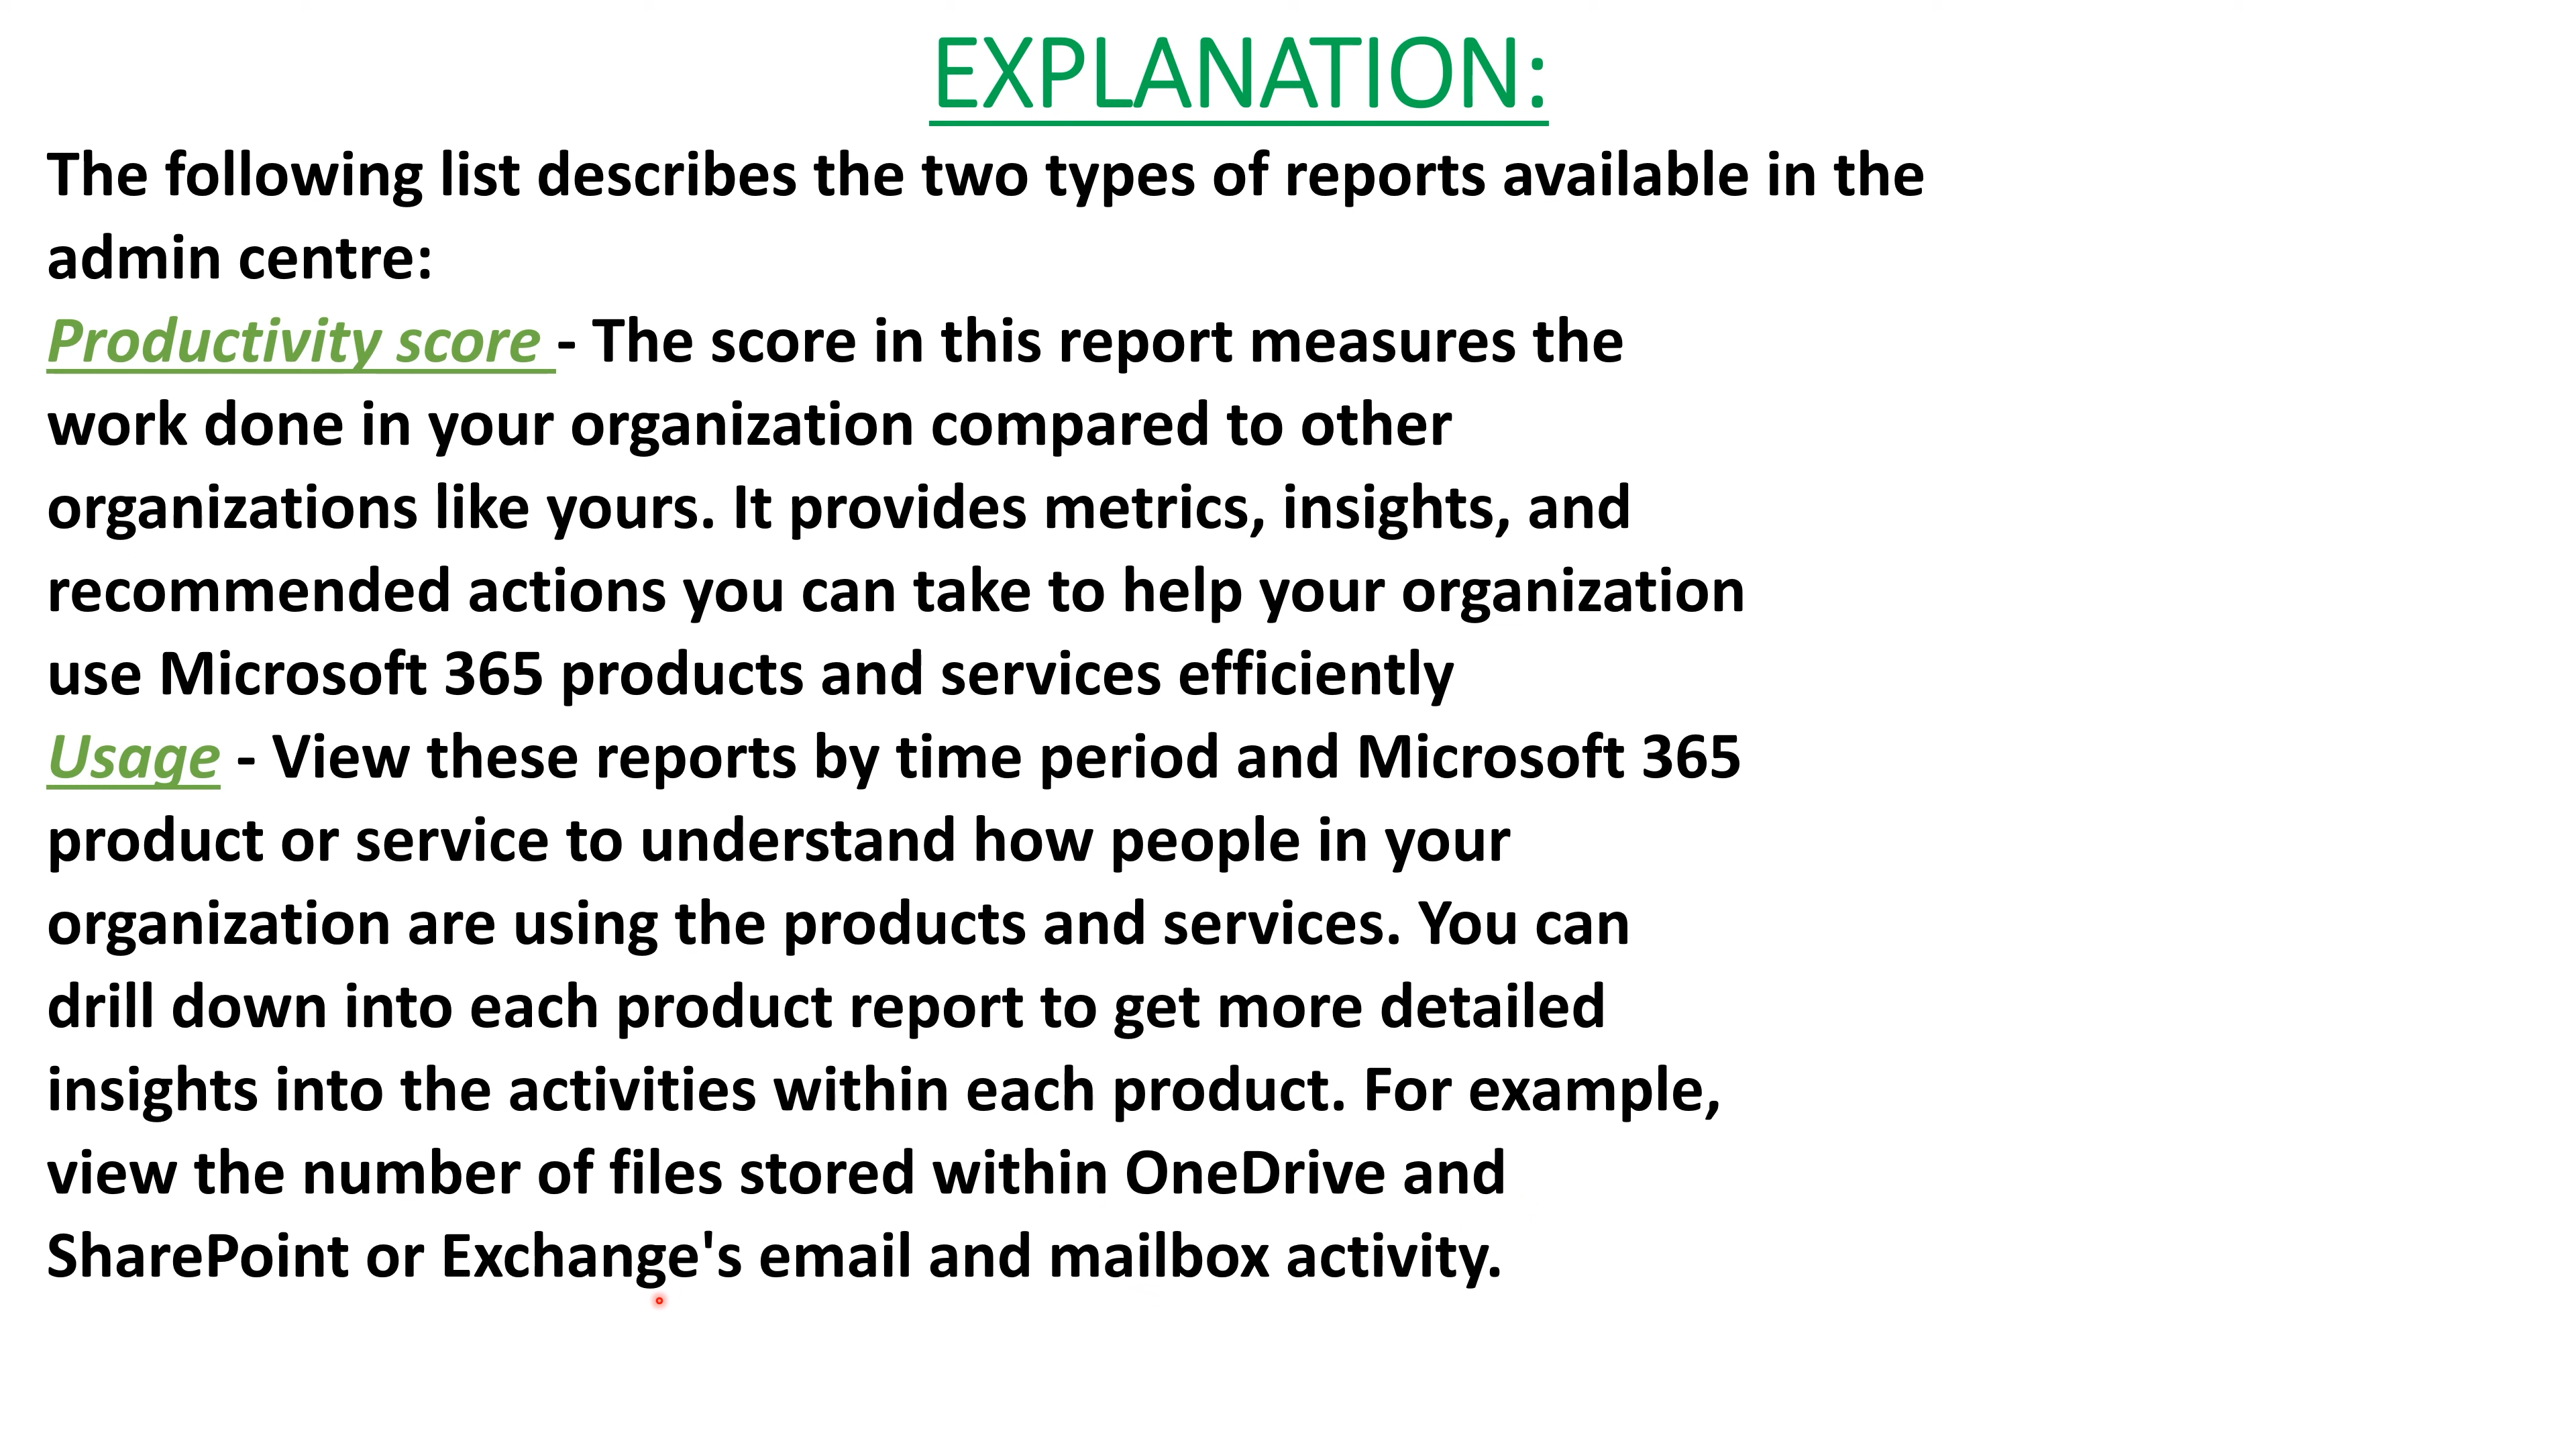 EXPLANATION:
The following list describes the two types of reports available in the
admin centre:
Productivity score - The score in this report measures the
work done in your organization compared to other
organizations like yours. It provides metrics, insights, and
recommended actions you can take to help your organization
use Microsoft 365 products and services efficiently
Usage - View these reports by time period and Microsoft 365
product or service to understand how people in your
organization are using the products and services. You can
drill down into each product report to get more detailed
insights into the activities within each product. For example,
view the number of files stored within OneDrive and
SharePoint or Exchange's email and mailbox activity.